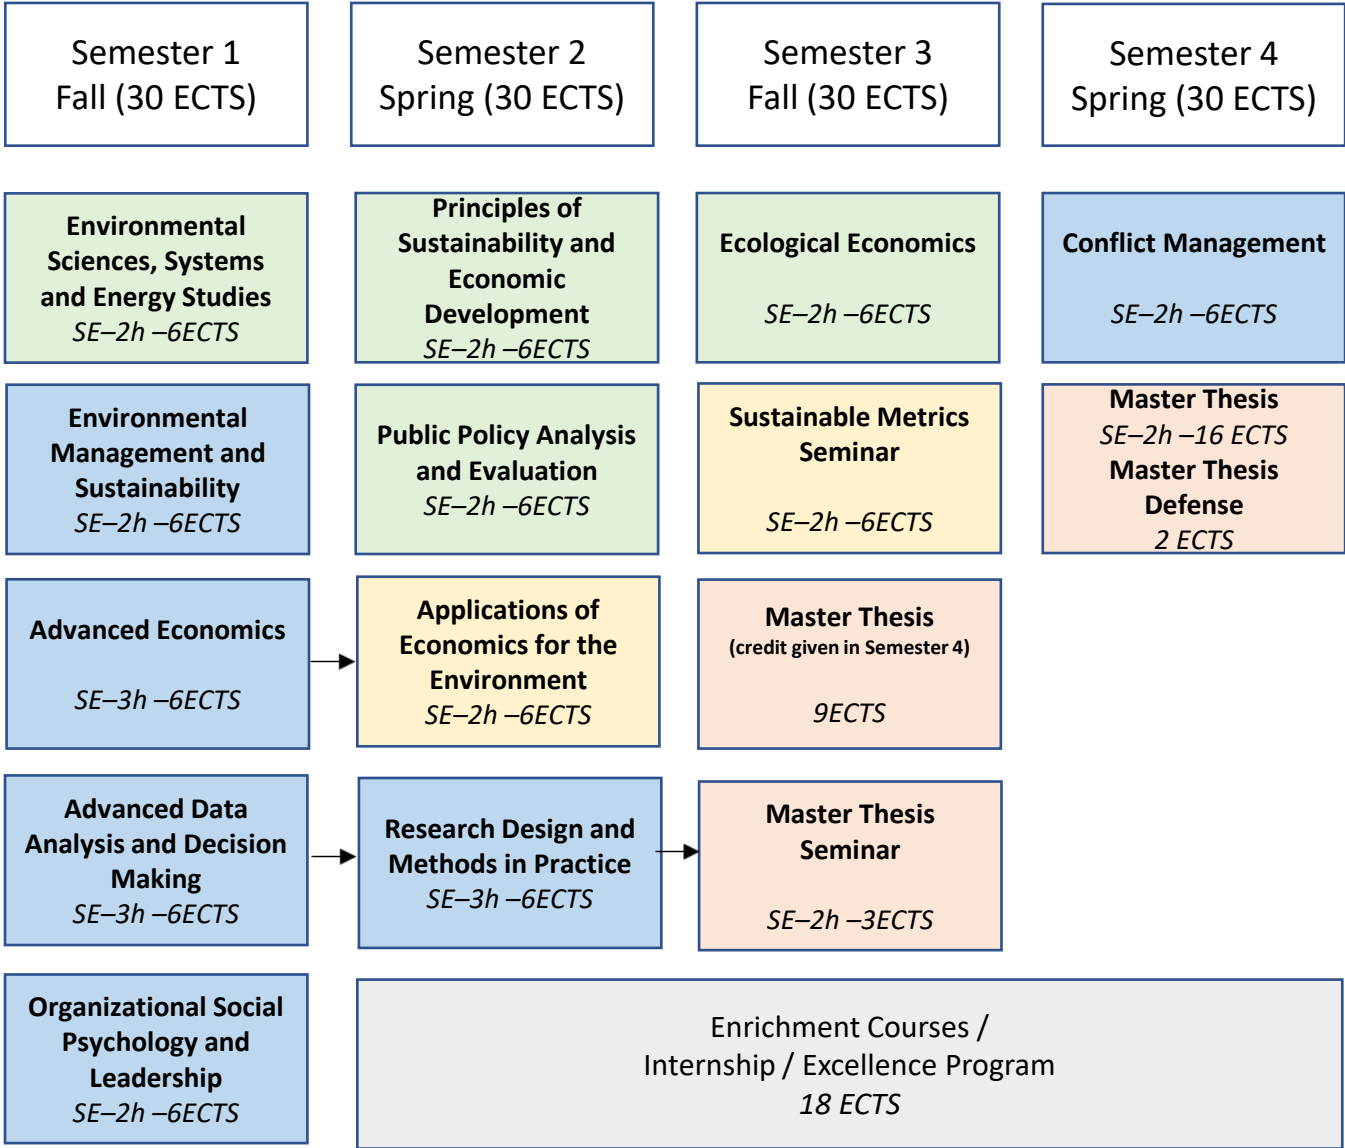 Semester 1
Fall (30 ECTS)
Semester 2
Spring (30 ECTS)
Semester 3
Fall (30 ECTS)
Semester 4
Spring (30 ECTS)
Environmental
Sciences, Systems
and Energy Studies
SE–2h –6ECTS
Principles of
Sustainability and
Economic
Development
SE–2h –6ECTS
Ecological Economics
SE–2h –6ECTS
Conflict Management
SE–2h –6ECTS
Environmental
Management and
Sustainability
SE–2h –6ECTS
Public Policy Analysis
and Evaluation
SE–2h –6ECTS
Sustainable Metrics
Seminar
SE–2h –6ECTS
Master Thesis
SE–2h –16 ECTS
Master Thesis
Defense
2 ECTS
Advanced Economics
SE–3h –6ECTS
Applications of
Economics for the
Environment
SE–2h –6ECTS
Master Thesis
(credit given in Semester 4)
9ECTS
Advanced Data
Analysis and Decision
Making
SE–3h –6ECTS
Research Design and
Methods in Practice
SE–3h –6ECTS
Master Thesis
Seminar
SE–2h –3ECTS
Organizational Social
Psychology and
Leadership
SE–2h –6ECTS
Enrichment Courses /
Internship / Excellence Program
18 ECTS